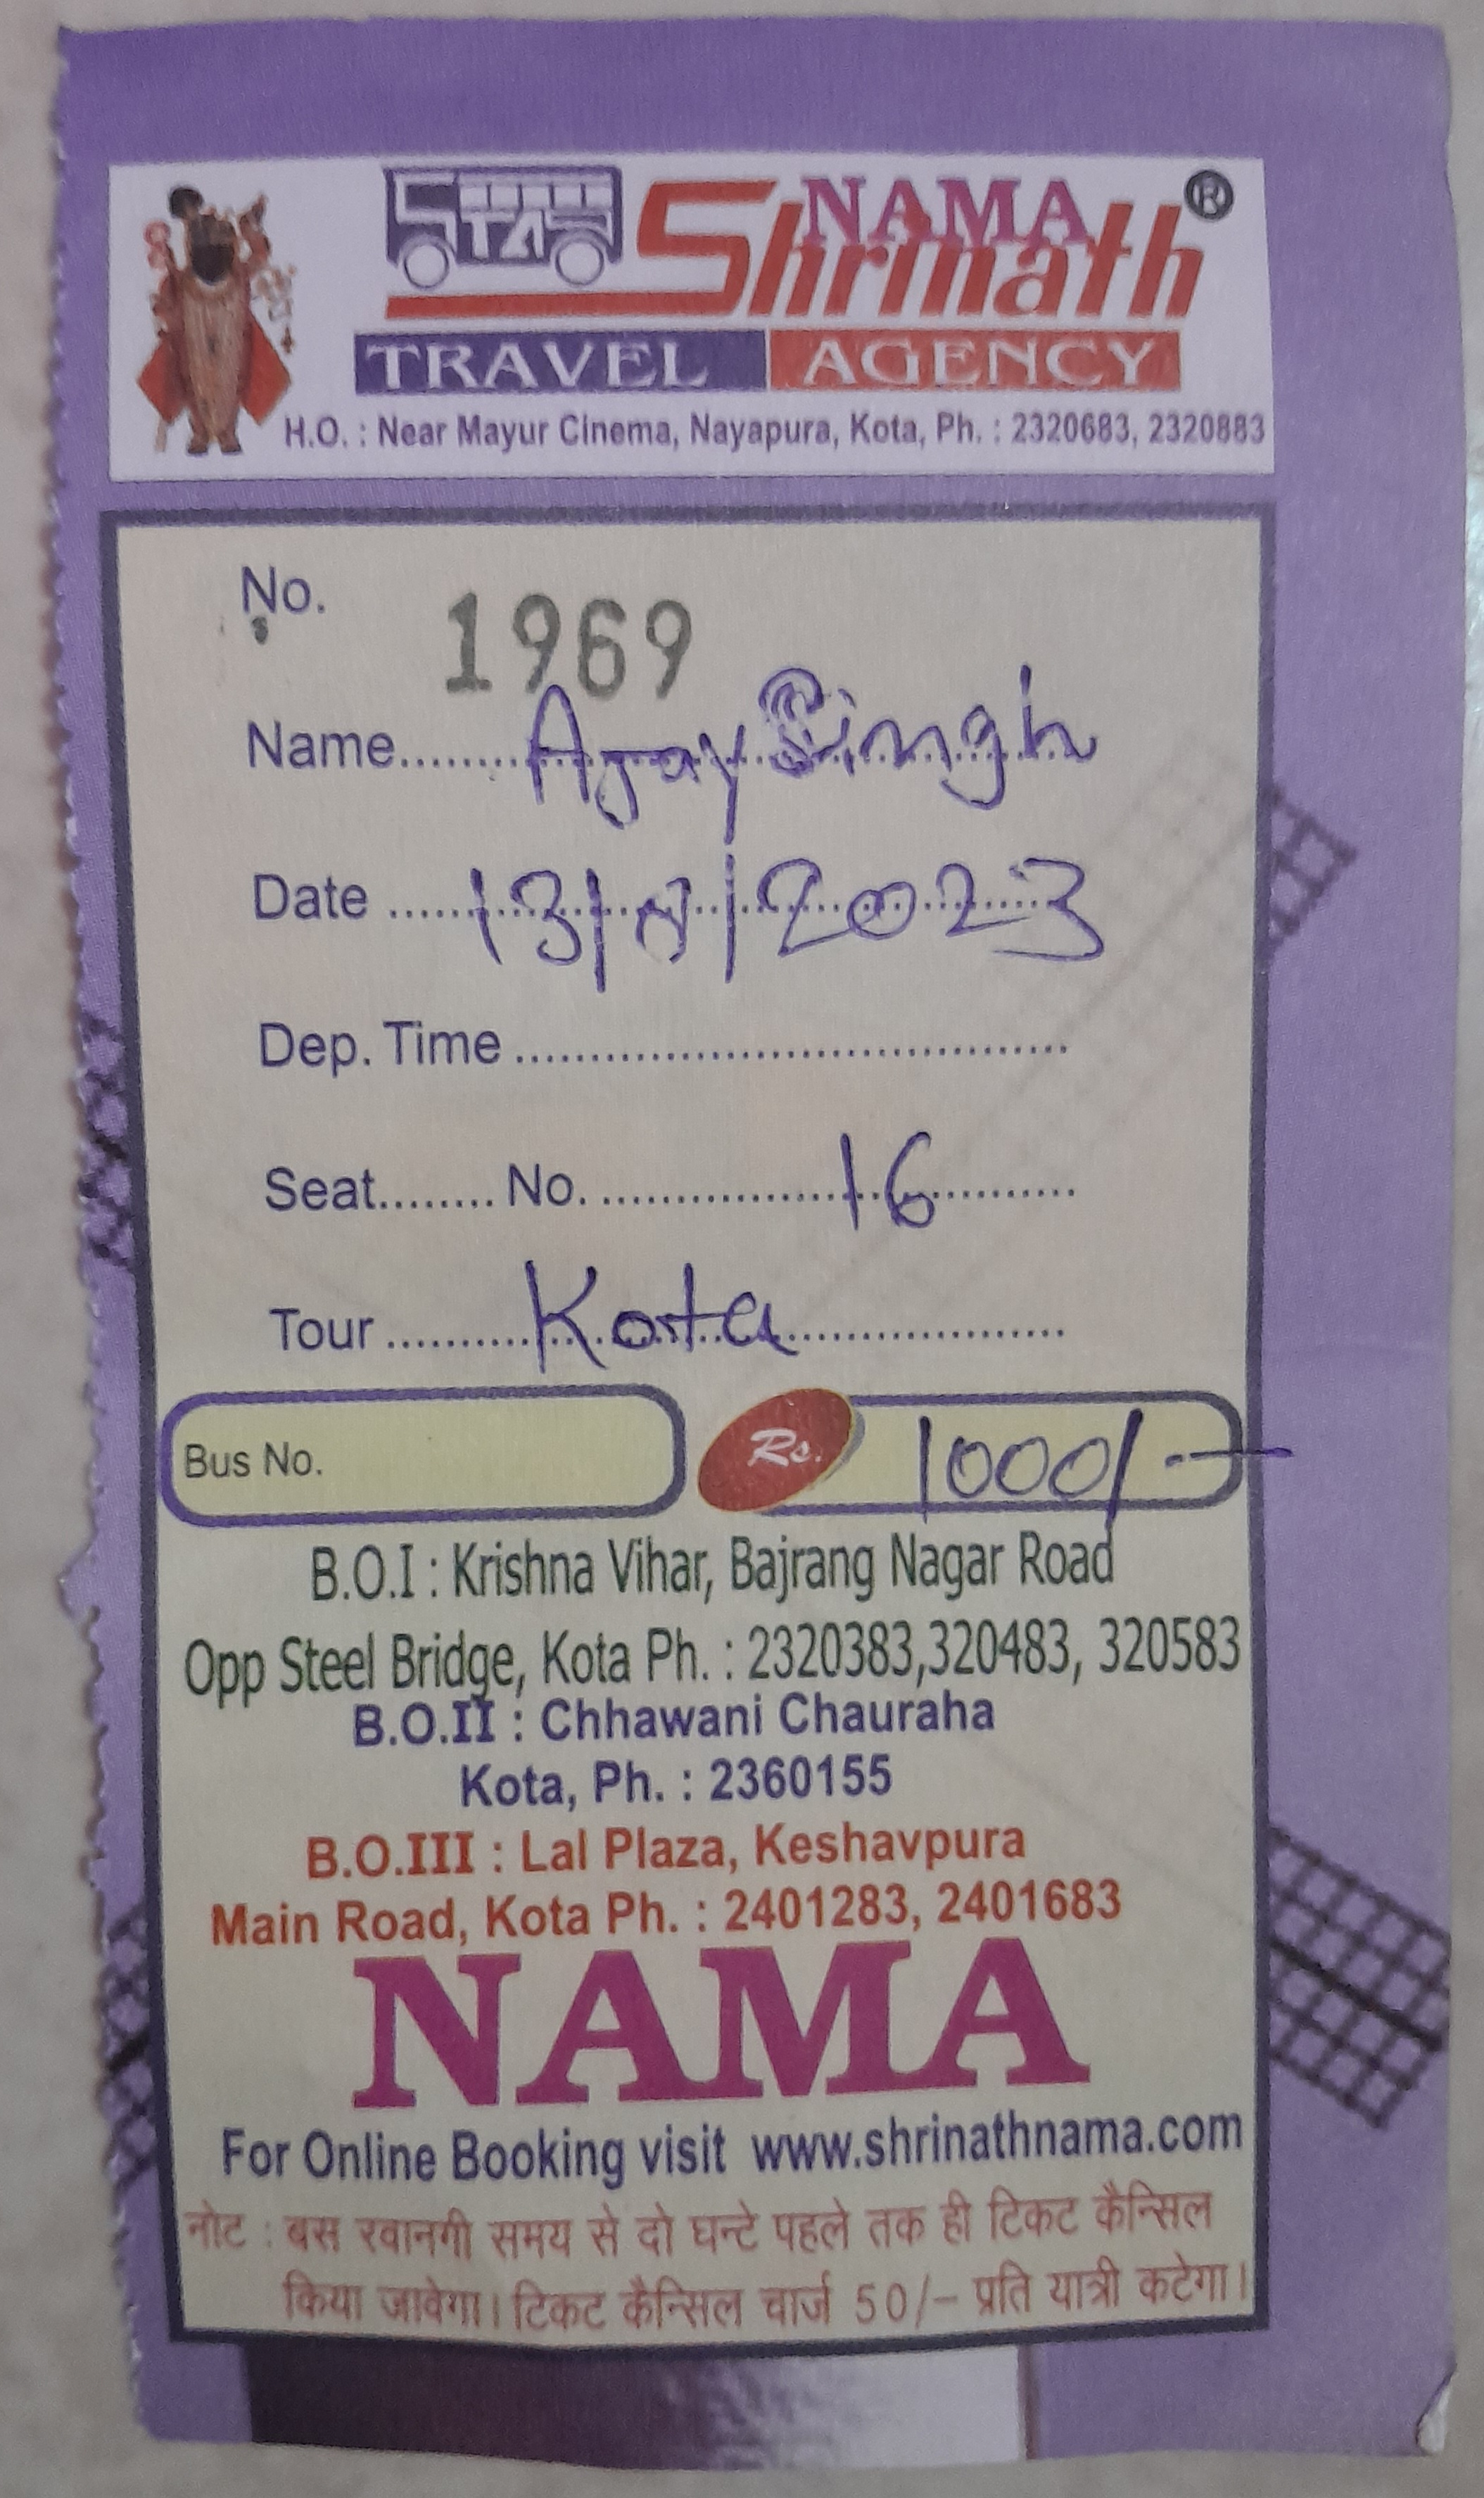 STA NAMA Shrinath ®
TRAVEL AGENCY
H.O. : Near Mayur Cinema, Nayapura, Kota, Ph. : 2320683, 2320883
No. 1969
Name........ Ajay Singh
Date ..... 13/ /2023
Dep. Time ......................................
Seat........ No. ................ 16 ..........
Tour .......... Kota ....................
Bus No.
Rs. 1000/-
B.O.I : Krishna Vihar, Bajrang Nagar Road
Opp Steel Bridge, Kota Ph. : 2320383,320483, 320583
B.O.II : Chhawani Chauraha
Kota, Ph. : 2360155
B.O.III : Lal Plaza, Keshavpura
Main Road, Kota Ph. : 2401283, 2401683
NAMA
For Online Booking visit www.shrinathnama.com
नोट : बस रवानगी समय से दो घन्टे पहले तक ही टिकट कैन्सिल
किया जावेगा। टिकट कैन्सिल चार्ज 50/- प्रति यात्री कटेगा।